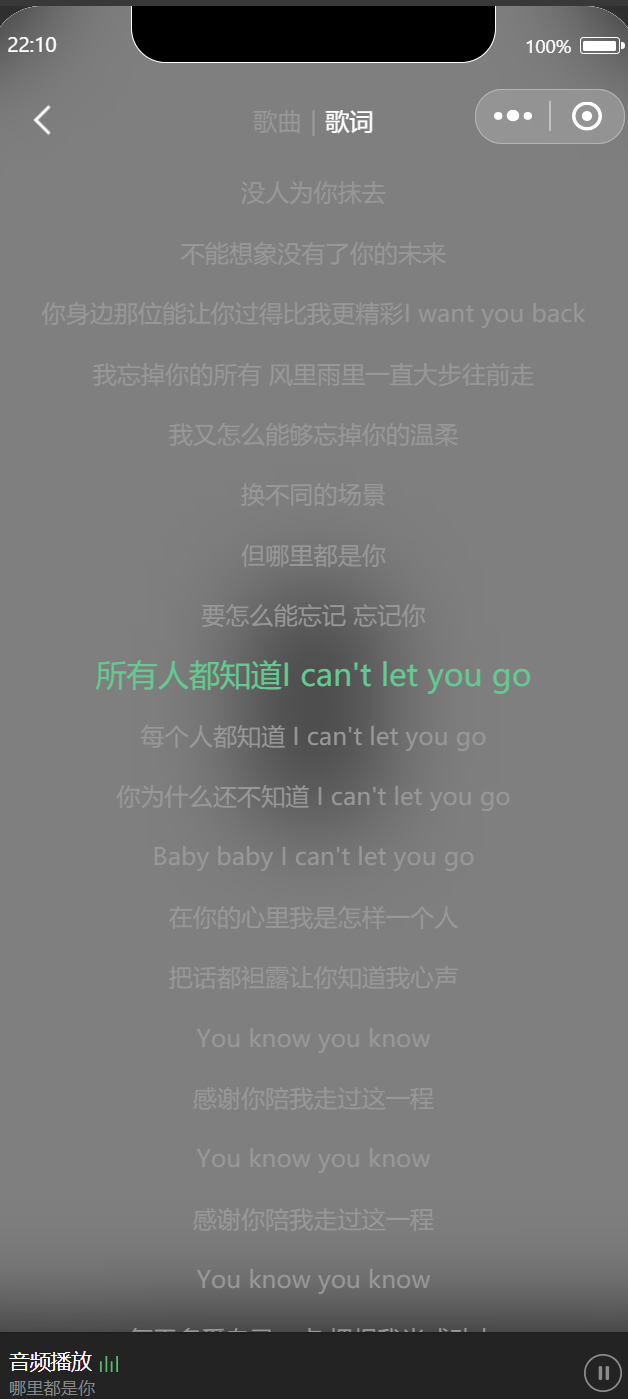 22:10
100%
歌曲 | 歌词
没人为你抹去
不能想象没有了你的未来
你身边那位能让你过得比我更精彩I want you back
我忘掉你的所有 风里雨里一直大步往前走
我又怎么能够忘掉你的温柔
换不同的场景
但哪里都是你
要怎么能忘记 忘记你
所有人都知道I can't let you go
每个人都知道 I can't let you go
你为什么还不知道 I can't let you go
Baby baby I can't let you go
在你的心里我是怎样一个人
把话都袒露让你知道我心声
You know you know
感谢你陪我走过这一程
You know you know
感谢你陪我走过这一程
You know you know
音频播放
哪里都是你